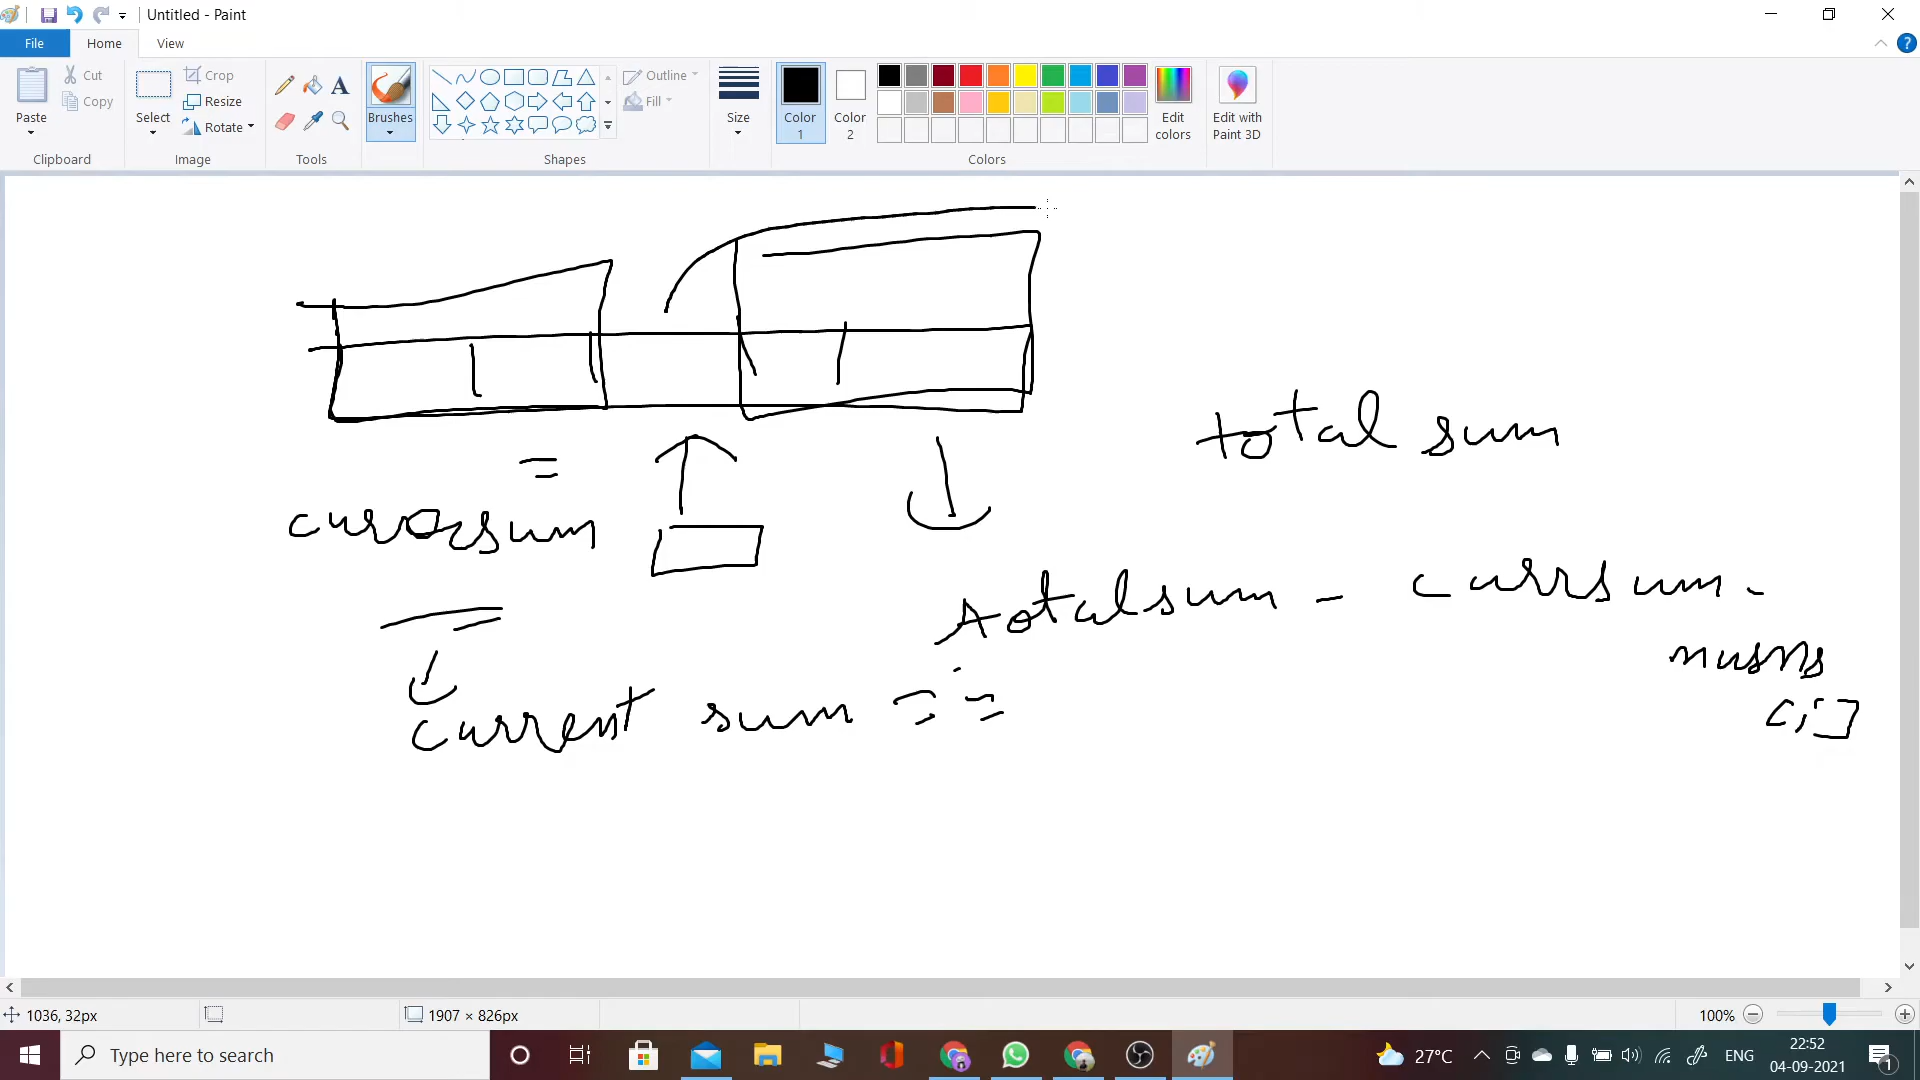 Untitled - Paint
File Home View
Cut
Copy
Paste
Clipboard
Crop
Resize
Rotate
Select
Image
Tools
Brushes
Outline
Fill
Shapes
Size
Color 1
Color 2
Edit colors
Colors
Edit with Paint 3D
total sum
=
sum
totalsum - currsum -
nums
[i]
current sum ==
1036, 32px
1907 × 826px
100%
Type here to search
27°C
ENG
22:52
04-09-2021
1